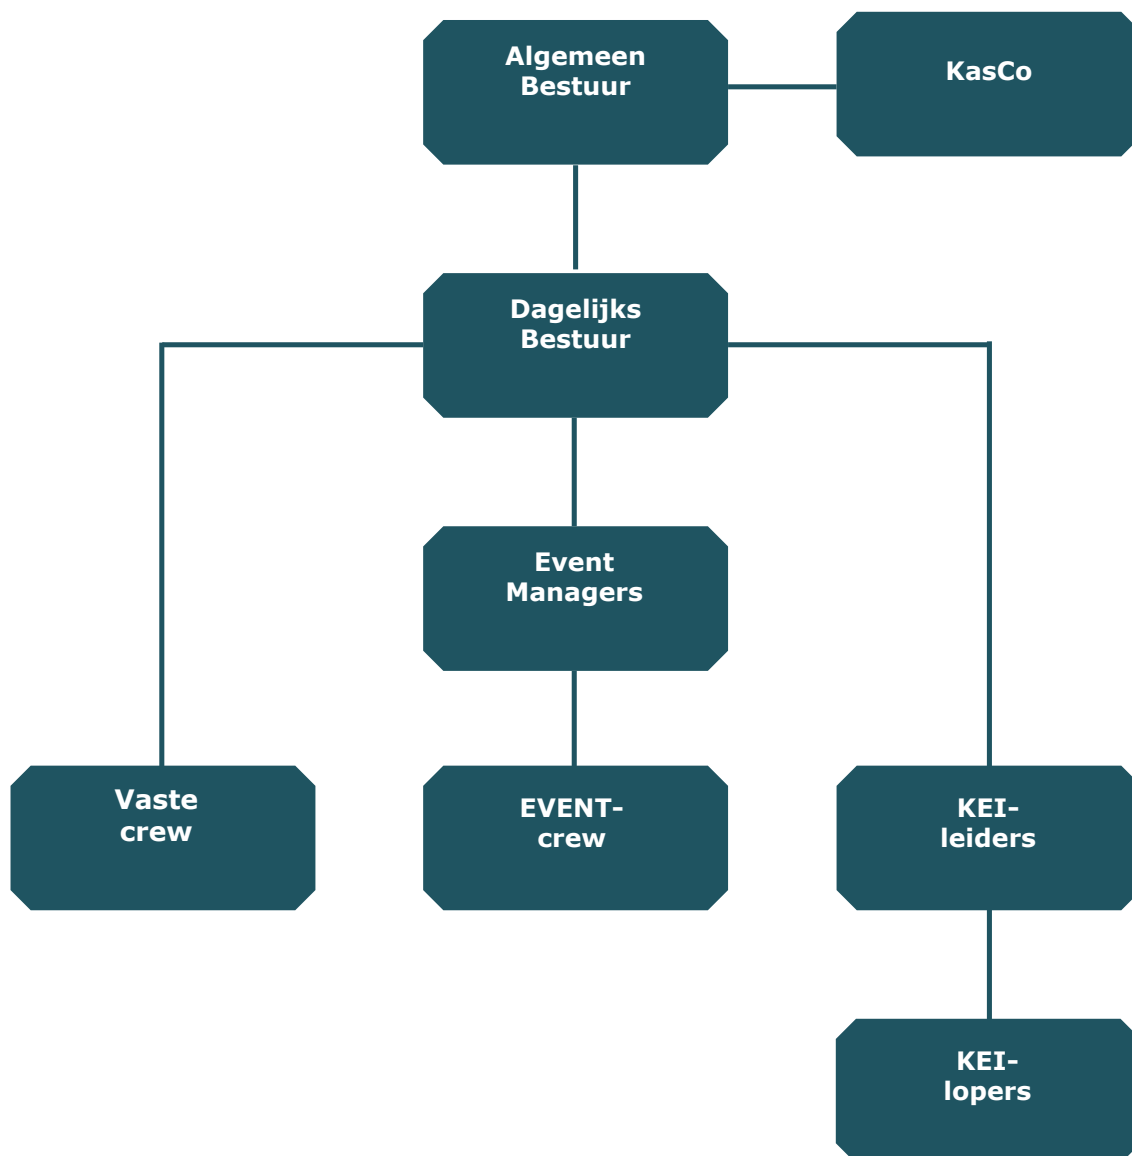 Algemeen
Bestuur
KasCo
Dagelijks
Bestuur
Event
Managers
Vaste
crew
EVENT-
crew
KEI-
leiders
KEI-
lopers